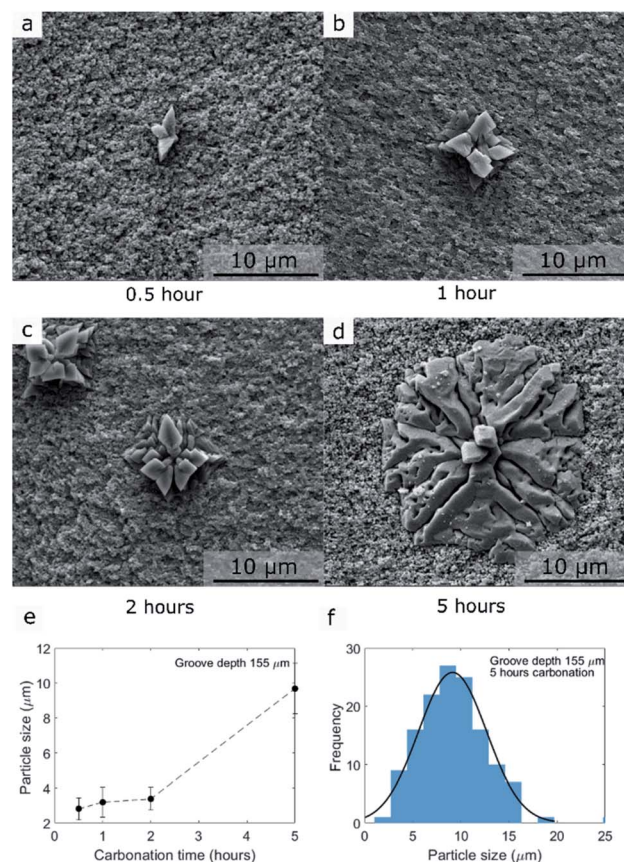 a
b
10 μm
10 μm
0.5 hour
1 hour
c
d
10 μm
10 μm
2 hours
5 hours
e
f
12
10
8
6
4
2
Particle size (μm)
Groove depth 155 μm
0
1
2
3
4
5
Carbonation time (hours)
30
20
10
0
Frequency
Groove depth 155 μm
5 hours carbonation
0
5
10
15
20
25
Particle size (μm)